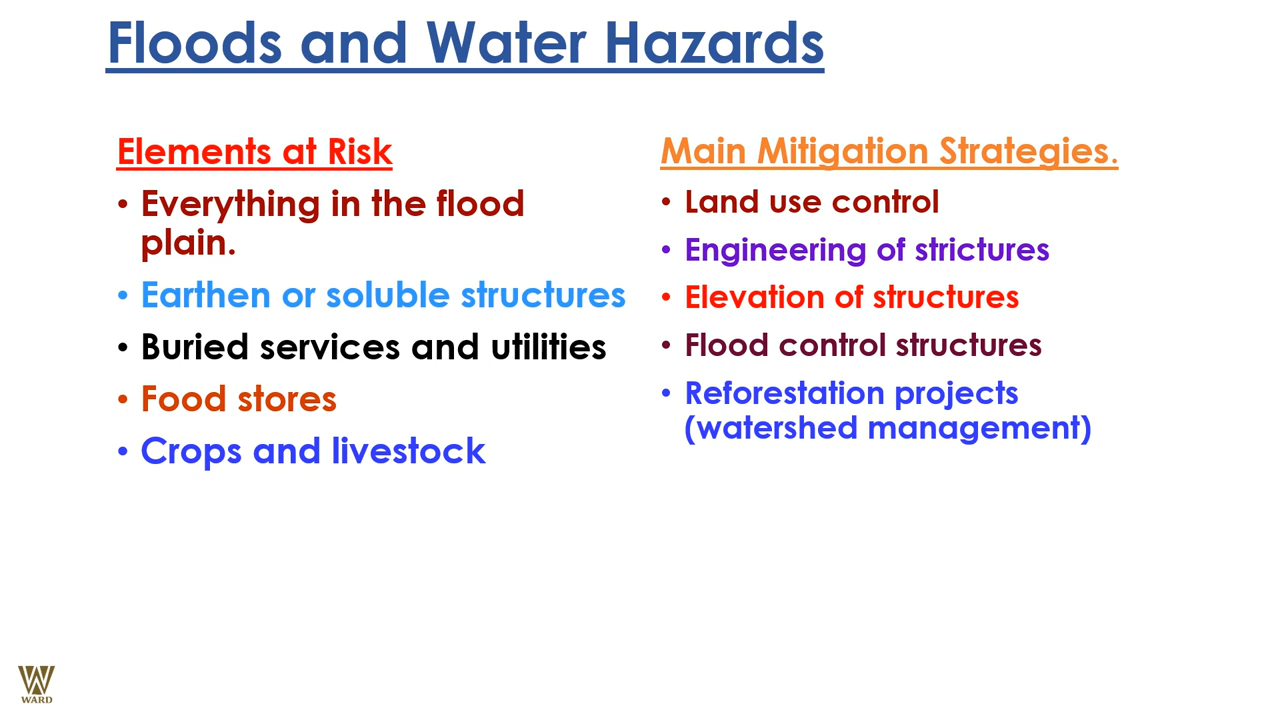 Floods and Water Hazards
Elements at Risk
• Everything in the flood
plain.
• Earthen or soluble structures
• Buried services and utilities
• Food stores
• Crops and livestock
Main Mitigation Strategies.
• Land use control
• Engineering of strictures
• Elevation of structures
• Flood control structures
• Reforestation projects
(watershed management)
WARD